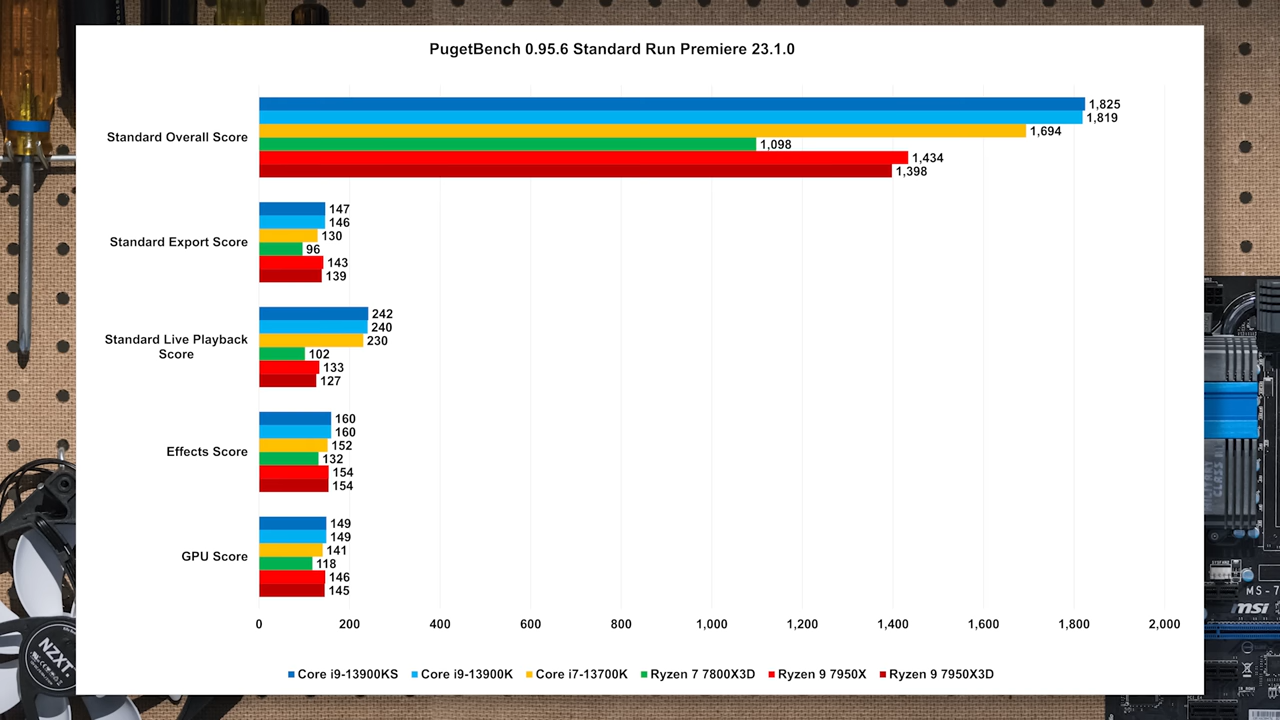 PugetBench 0.95.6 Standard Run Premiere 23.1.0
Standard Overall Score
1,825
1,819
1,694
1,098
1,434
1,398
Standard Export Score
147
146
130
96
143
139
Standard Live Playback
Score
242
240
230
102
133
127
Effects Score
160
160
152
132
154
154
GPU Score
149
149
141
118
146
145
0 200 400 600 800 1,000 1,200 1,400 1,600 1,800 2,000
Core i9-13900KS Core i9-13900K Core i7-13700K Ryzen 7 7800X3D Ryzen 9 7950X Ryzen 9 7950X3D
NZXT
MILITARY
CLASS
MS-7
msi